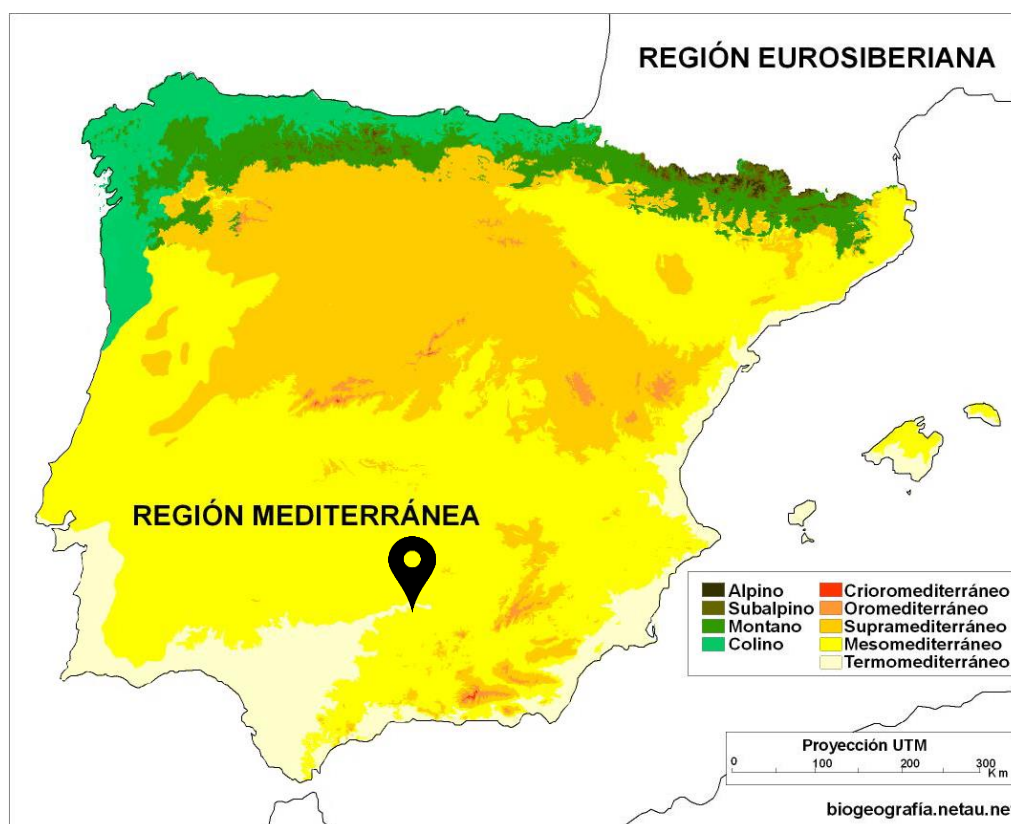 REGIÓN EUROSIBERIANA
REGIÓN MEDITERRÁNEA
Alpino
Subalpino
Montano
Colino
Crioromediterráneo
Oromediterráneo
Supramediterráneo
Mesomediterráneo
Termomediterráneo
Proyección UTM
0 100 200 300
Km
biogeografía.netau.ne